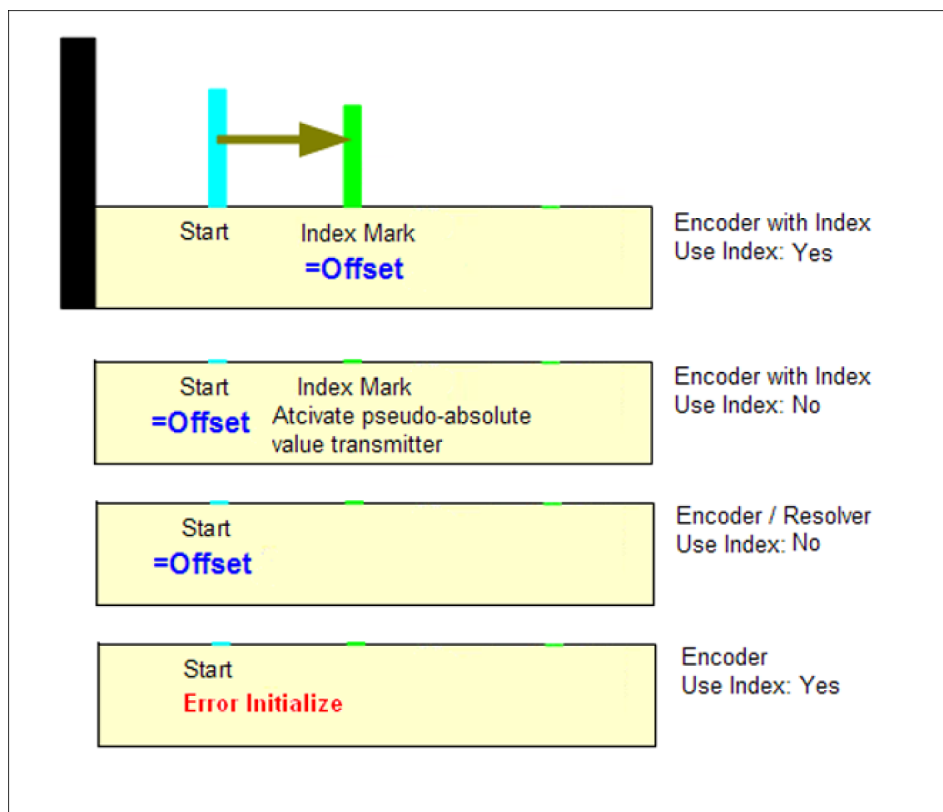 Start
Index Mark
=Offset
Encoder with Index
Use Index: Yes
Start
Index Mark
=Offset
Atcivate pseudo-absolute
value transmitter
Encoder with Index
Use Index: No
Start
=Offset
Encoder / Resolver
Use Index: No
Start
Error Initialize
Encoder
Use Index: Yes